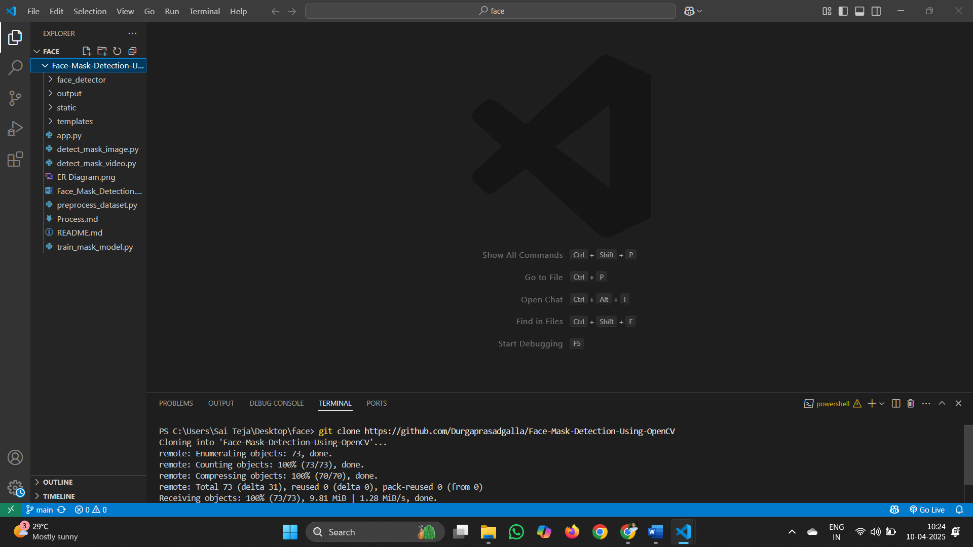 File Edit Selection View Go Run Terminal Help
face
EXPLORER
FACE
Face-Mask-Detection-U...
face_detector
output
static
templates
app.py
detect_mask_image.py
detect_mask_video.py
ER Diagram.png
Face_Mask_Detection....
preprocess_dataset.py
Process.md
README.md
train_mask_model.py
OUTLINE
TIMELINE
Show All Commands Ctrl + Shift + P
Go to File Ctrl + P
Open Chat Ctrl + Alt + I
Find in Files Ctrl + Shift + F
Start Debugging F5
PROBLEMS OUTPUT DEBUG CONSOLE TERMINAL PORTS
powershell
PS C:\Users\Sai Teja\Desktop\face> git clone https://github.com/Durgaprasadgalla/Face-Mask-Detection-Using-OpenCV
Cloning into 'Face-Mask-Detection-Using-OpenCV'...
remote: Enumerating objects: 73, done.
remote: Counting objects: 100% (73/73), done.
remote: Compressing objects: 100% (70/70), done.
remote: Total 73 (delta 31), reused 0 (delta 0), pack-reused 0 (from 0)
Receiving objects: 100% (73/73), 9.81 MiB | 1.28 MiB/s, done.
main 0 0 Go Live
3
29°C
Mostly sunny
Search
ENG
IN
10:24
10-04-2025